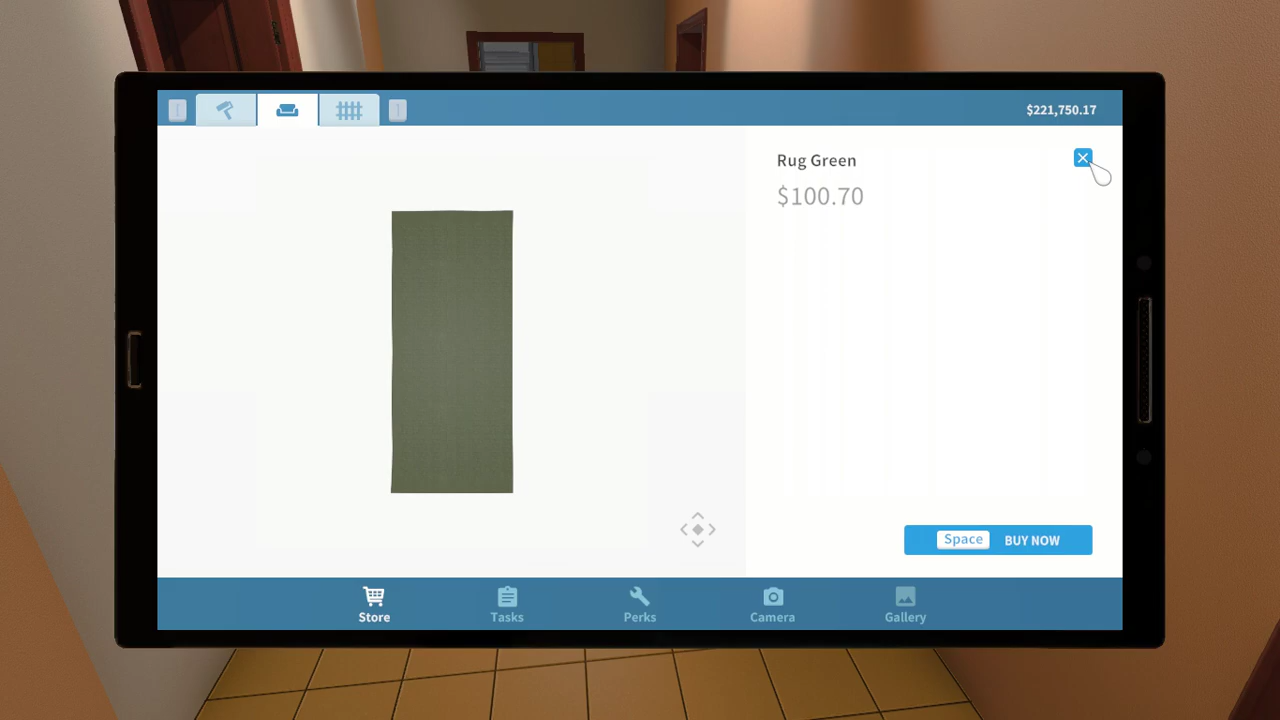 [
]
$221,750.17
Rug Green
$100.70
Space BUY NOW
Store
Tasks
Perks
Camera
Gallery